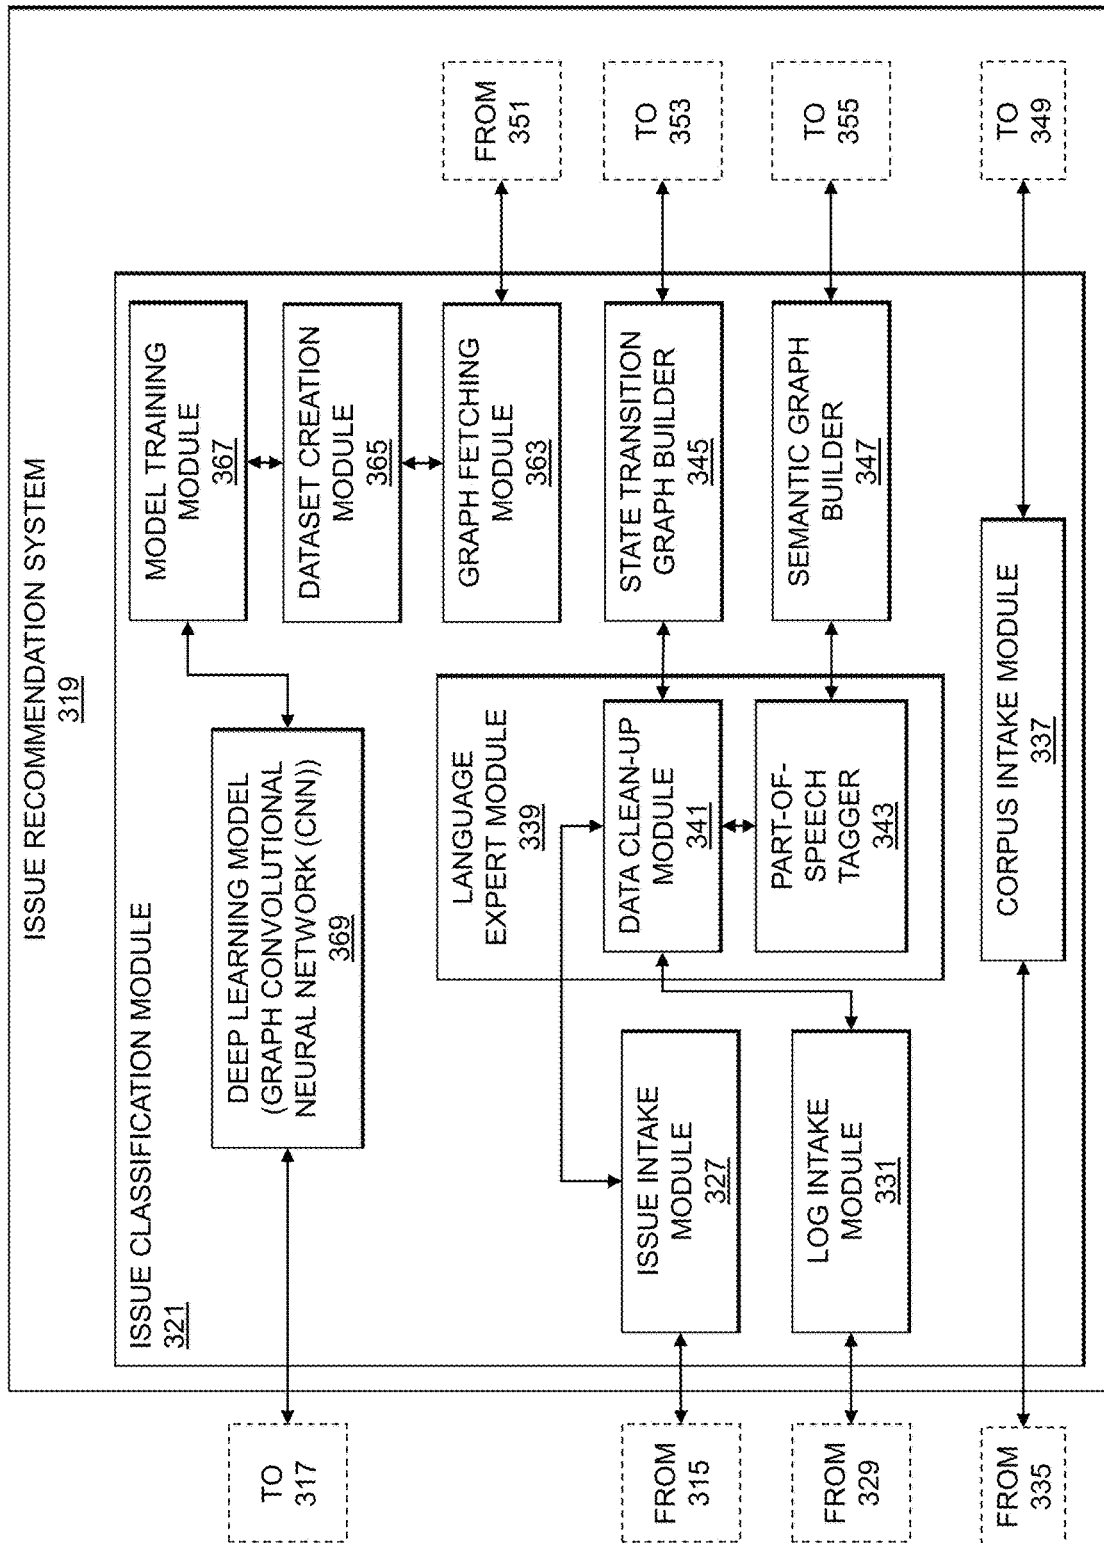 ISSUE RECOMMENDATION SYSTEM
319
ISSUE CLASSIFICATION MODULE
321
TO
317
DEEP LEARNING MODEL
(GRAPH CONVOLUTIONAL
NEURAL NETWORK (CNN))
369
MODEL TRAINING
MODULE
367
DATASET CREATION
MODULE
365
GRAPH FETCHING
MODULE
363
FROM
351
LANGUAGE
EXPERT MODULE
339
DATA CLEAN-UP
MODULE
341
PART-OF-
SPEECH
TAGGER
343
STATE TRANSITION
GRAPH BUILDER
345
TO
353
SEMANTIC GRAPH
BUILDER
347
TO
355
FROM
315
ISSUE INTAKE
MODULE
327
FROM
329
LOG INTAKE
MODULE
331
FROM
335
CORPUS INTAKE MODULE
337
TO
349